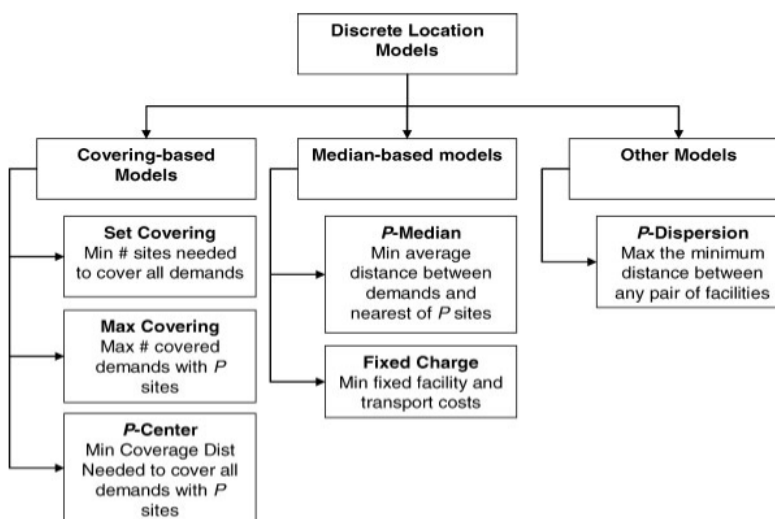 Discrete Location
Models
Covering-based
Models
Median-based models
Other Models
Set Covering
Min # sites needed
to cover all demands
Max Covering
Max # covered
demands with P
sites
P-Center
Min Coverage Dist
Needed to cover all
demands with P
sites
P-Median
Min average
distance between
demands and
nearest of P sites
Fixed Charge
Min fixed facility and
transport costs
P-Dispersion
Max the minimum
distance between
any pair of facilities